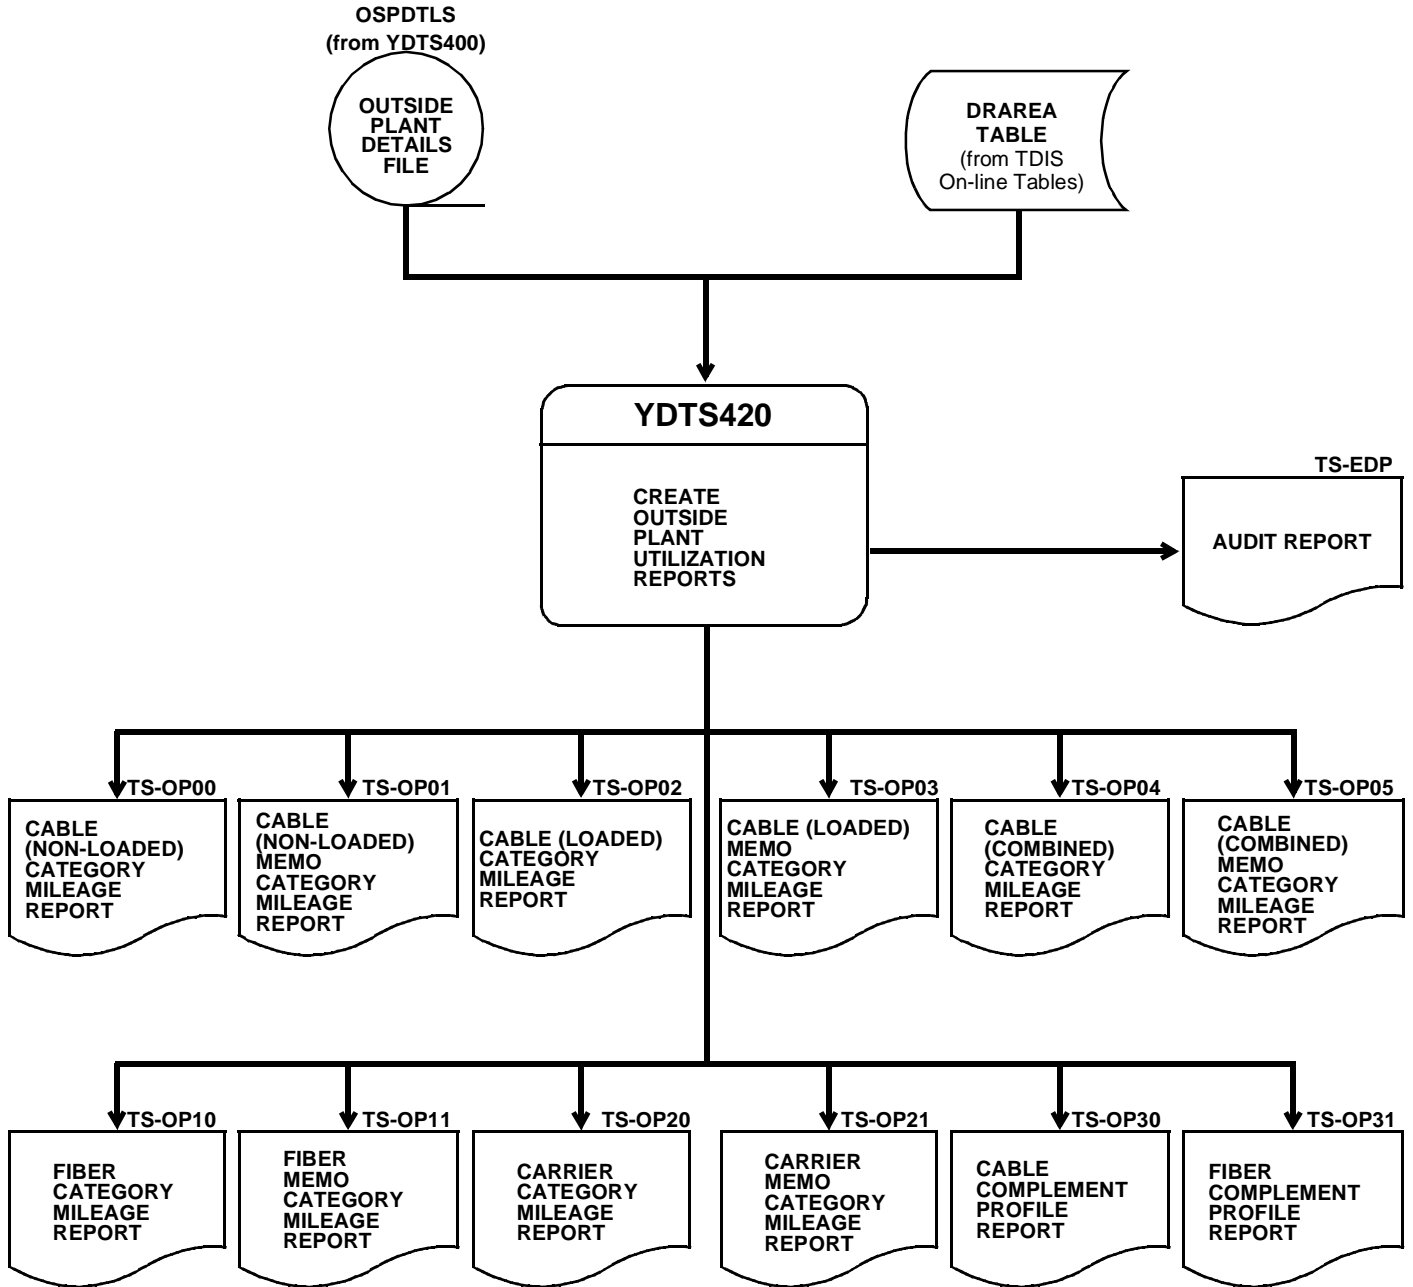 OSPDTLS
(from YDTS400)
OUTSIDE
PLANT
DETAILS
FILE
DRAREA
TABLE
(from TDIS
On-line Tables)
YDTS420
CREATE
OUTSIDE
PLANT
UTILIZATION
REPORTS
TS-EDP
AUDIT REPORT
TS-OP00
CABLE
(NON-LOADED)
CATEGORY
MILEAGE
REPORT
TS-OP01
CABLE
(NON-LOADED)
MEMO
CATEGORY
MILEAGE
REPORT
TS-OP02
CABLE (LOADED)
CATEGORY
MILEAGE
REPORT
TS-OP03
CABLE (LOADED)
MEMO
CATEGORY
MILEAGE
REPORT
TS-OP04
CABLE
(COMBINED)
CATEGORY
MILEAGE
REPORT
TS-OP05
CABLE
(COMBINED)
MEMO
CATEGORY
MILEAGE
REPORT
TS-OP10
FIBER
CATEGORY
MILEAGE
REPORT
TS-OP11
FIBER
MEMO
CATEGORY
MILEAGE
REPORT
TS-OP20
CARRIER
CATEGORY
MILEAGE
REPORT
TS-OP21
CARRIER
MEMO
CATEGORY
MILEAGE
REPORT
TS-OP30
CABLE
COMPLEMENT
PROFILE
REPORT
TS-OP31
FIBER
COMPLEMENT
PROFILE
REPORT